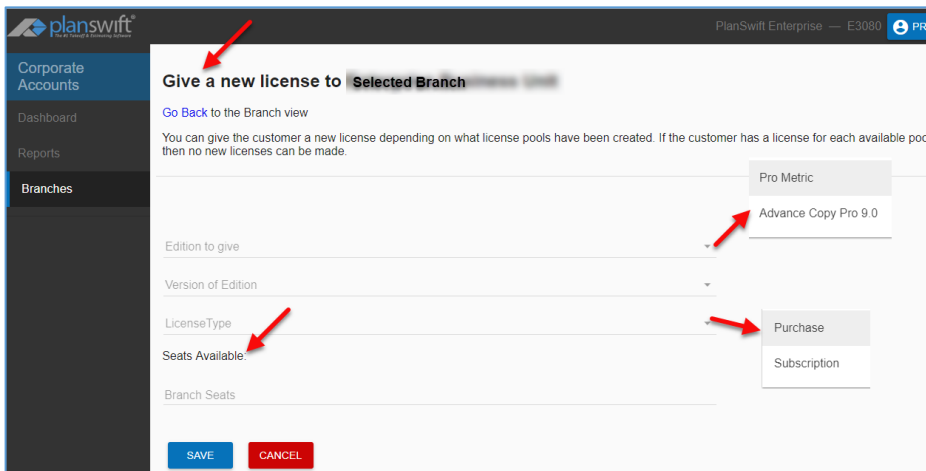 planswift®
The #1 Takeoff & Estimating Software
PlanSwift Enterprise — E3080
PR
Corporate
Accounts
Dashboard
Reports
Branches
Give a new license to Selected Branch
Go Back to the Branch view
You can give the customer a new license depending on what license pools have been created. If the customer has a license for each available poo
then no new licenses can be made.
Pro Metric
Advance Copy Pro 9.0
Edition to give
Version of Edition
LicenseType
Purchase
Subscription
Seats Available:
Branch Seats
SAVE
CANCEL